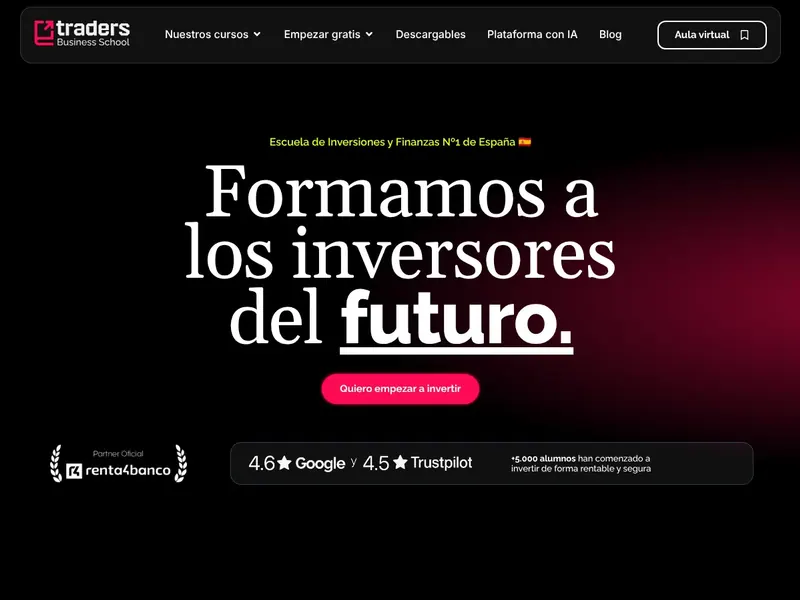 traders
Business School
Nuestros cursos
Empezar gratis
Descargables
Plataforma con IA
Blog
Aula virtual
Escuela de Inversiones y Finanzas Nº1 de España 🇪🇸
Formamos a
los inversores
del futuro.
Quiero empezar a invertir
Partner Oficial
r4 renta4banco
4.6★ Google y 4.5 ★ Trustpilot
+5.000 alumnos han comenzado a
invertir de forma rentable y segura